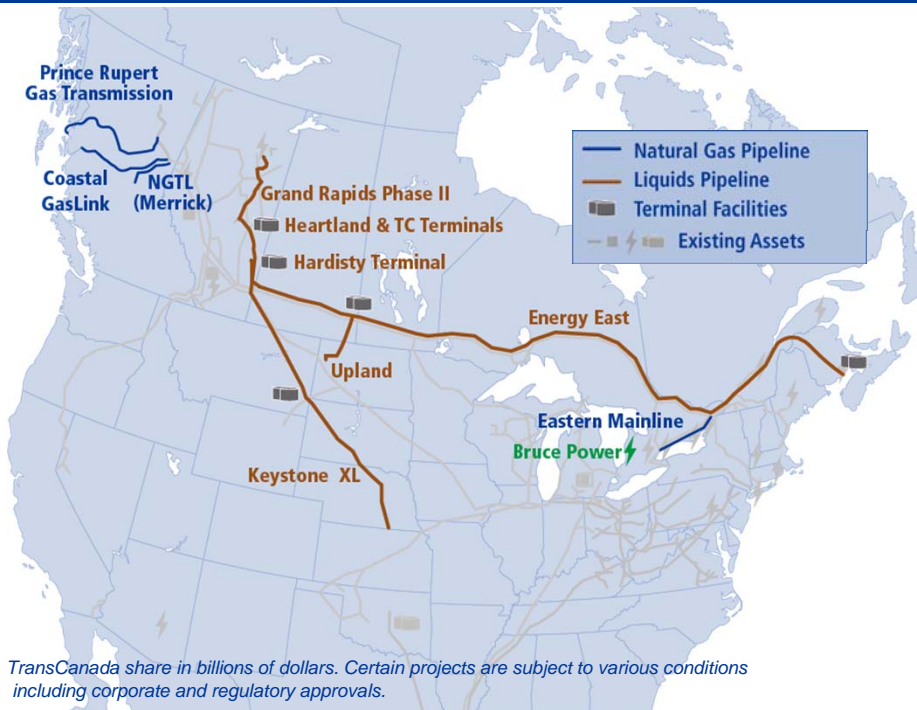 Prince Rupert
Gas Transmission
Coastal
GasLink
NGTL
(Merrick)
Grand Rapids Phase II
Heartland & TC Terminals
Hardisty Terminal
Natural Gas Pipeline
Liquids Pipeline
Terminal Facilities
Existing Assets
Energy East
Upland
Eastern Mainline
Bruce Power
Keystone XL
TransCanada share in billions of dollars. Certain projects are subject to various conditions
including corporate and regulatory approvals.